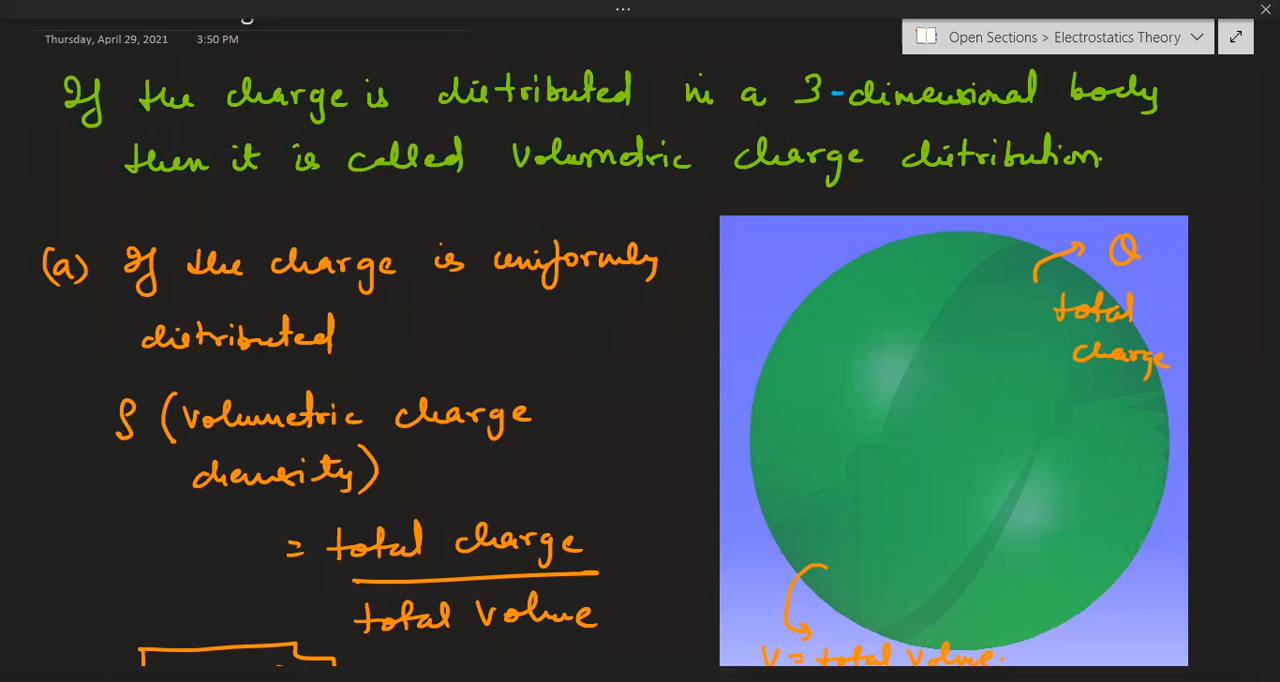 Thursday, April 29, 2021 3:50 PM
Open Sections > Electrostatics Theory
If the charge is distributed in a 3-dimensional body
then it is called volumetric charge distribution.
(a) If the charge is uniformly
distributed
ρ (volumetric charge
density)
= total charge
total volume
Q
total
charge
V = total volume.